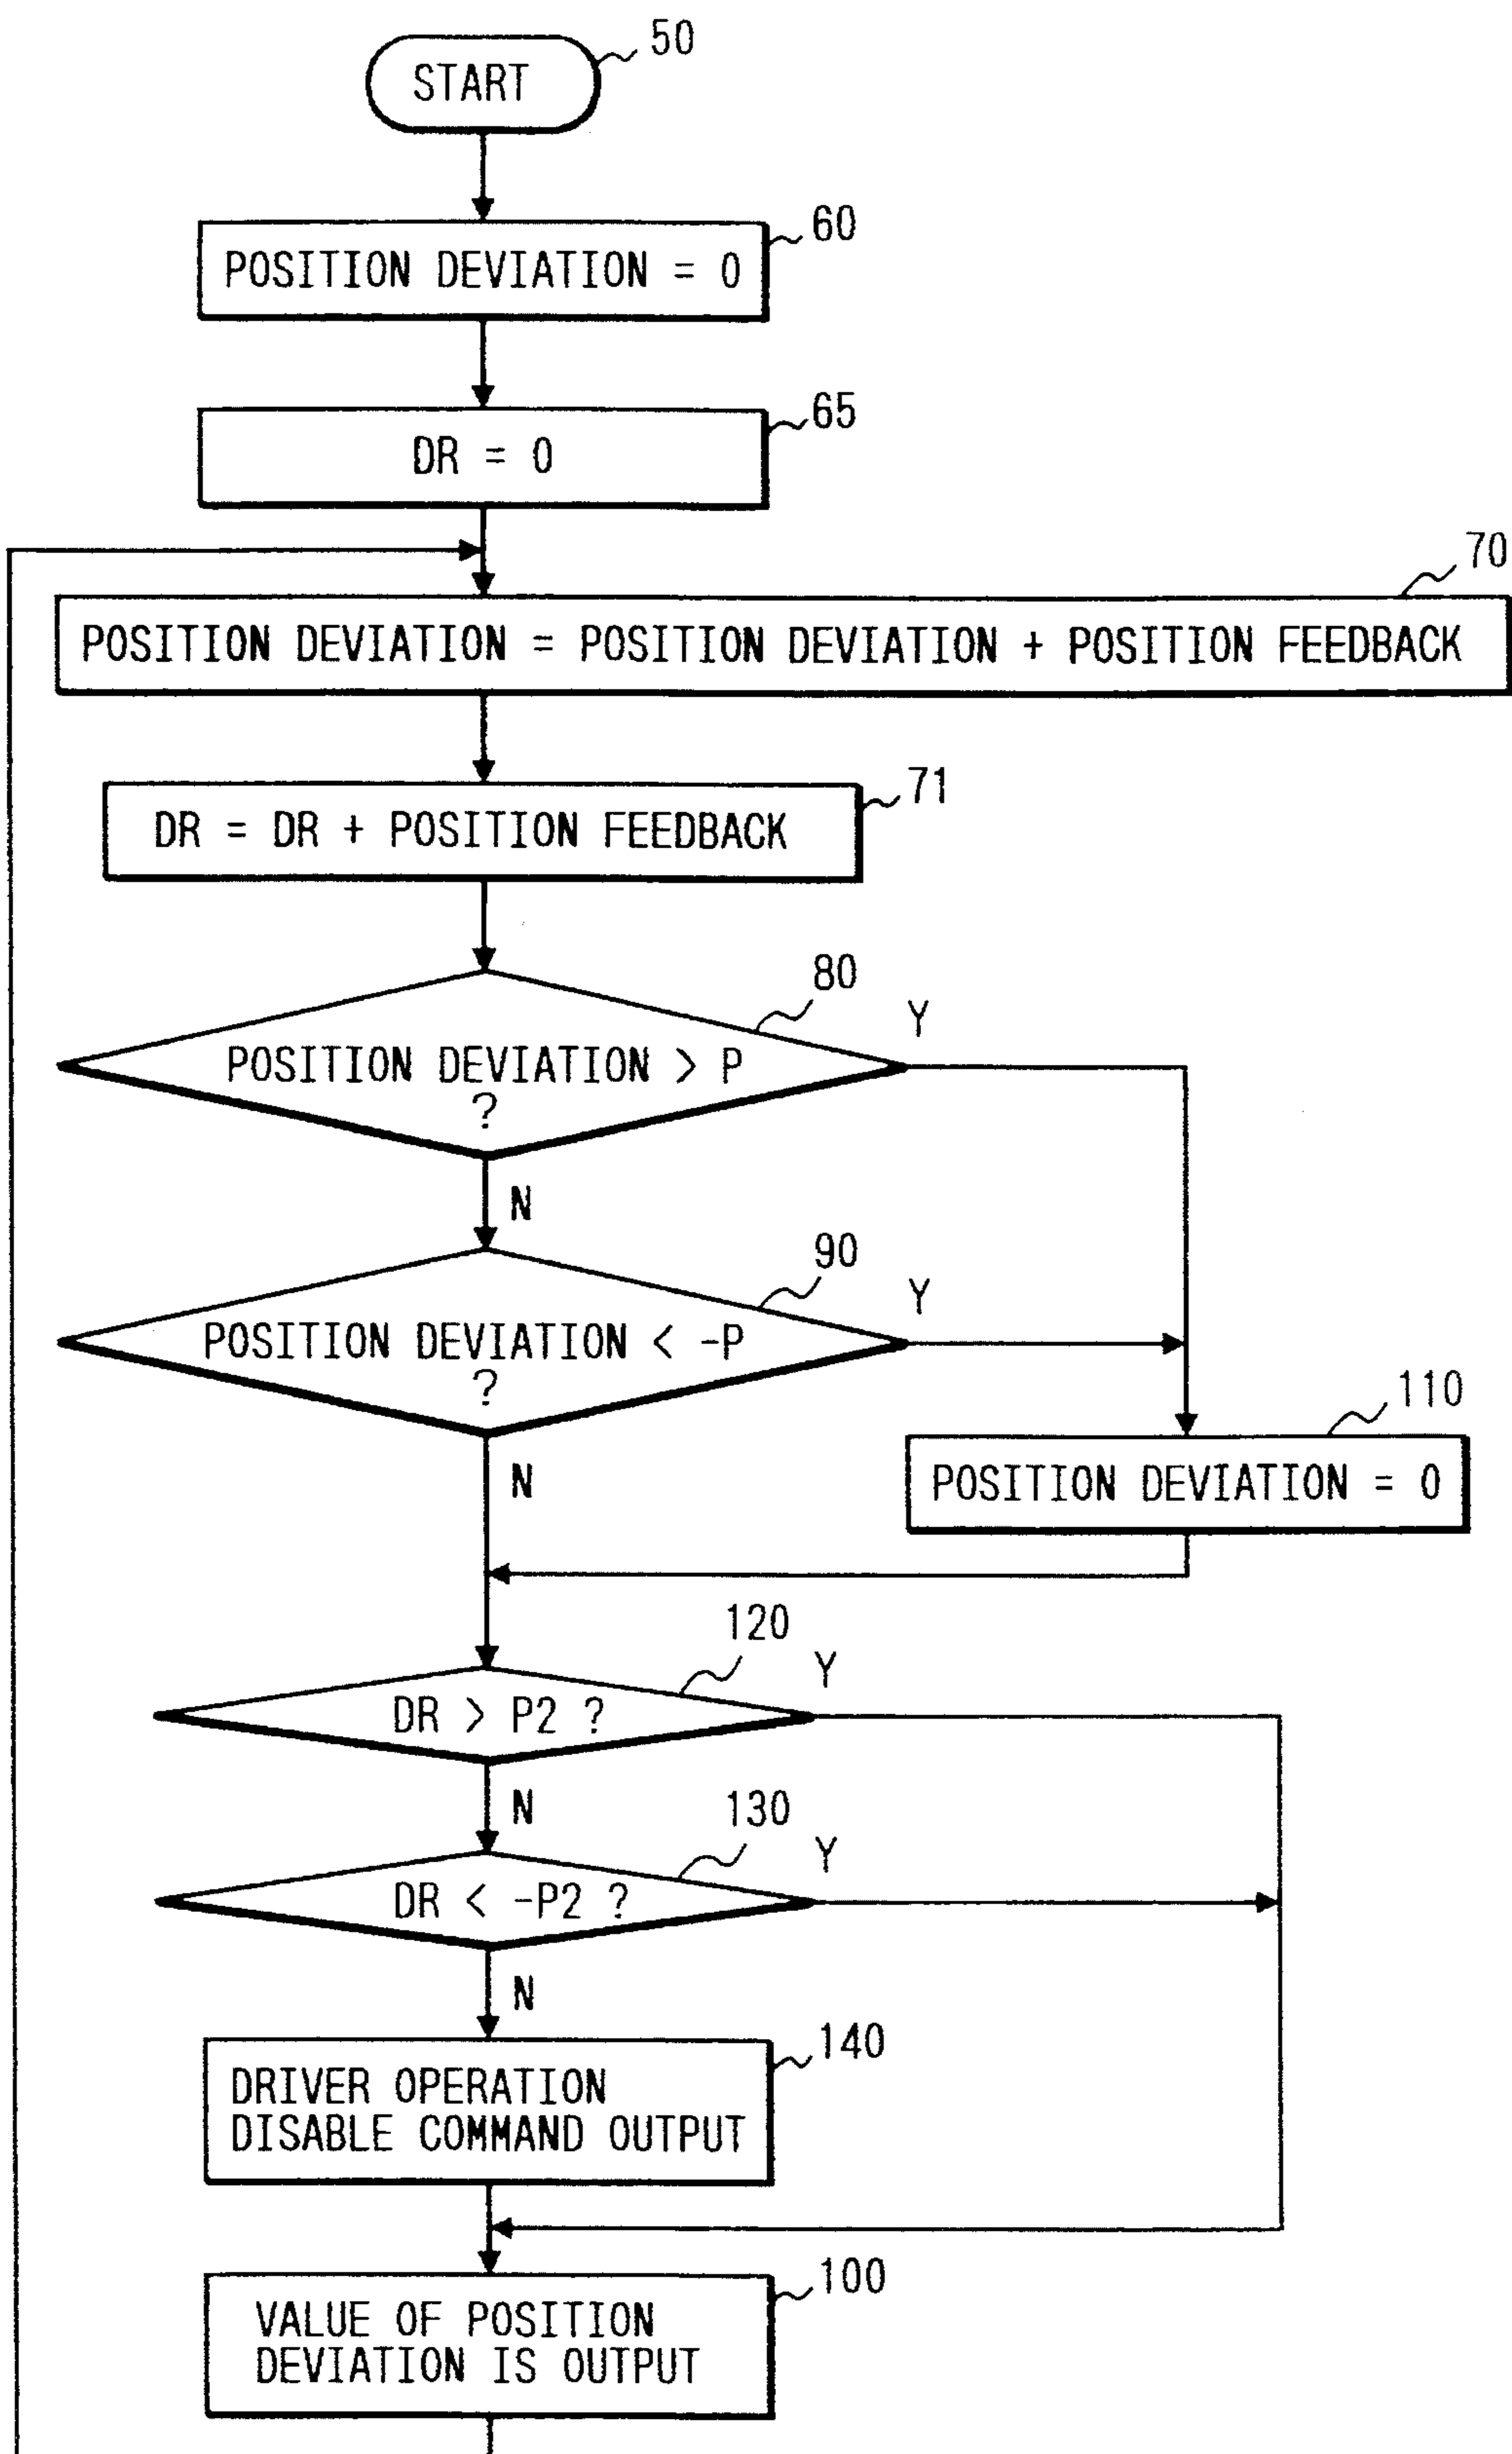 START
50
POSITION DEVIATION = 0
60
DR = 0
65
70
POSITION DEVIATION = POSITION DEVIATION + POSITION FEEDBACK
DR = DR + POSITION FEEDBACK
71
80
Y
POSITION DEVIATION > P
?
N
90
Y
POSITION DEVIATION < -P
?
N
110
POSITION DEVIATION = 0
120
Y
DR > P2 ?
N
130
Y
DR < -P2 ?
N
140
DRIVER OPERATION
DISABLE COMMAND OUTPUT
100
VALUE OF POSITION
DEVIATION IS OUTPUT